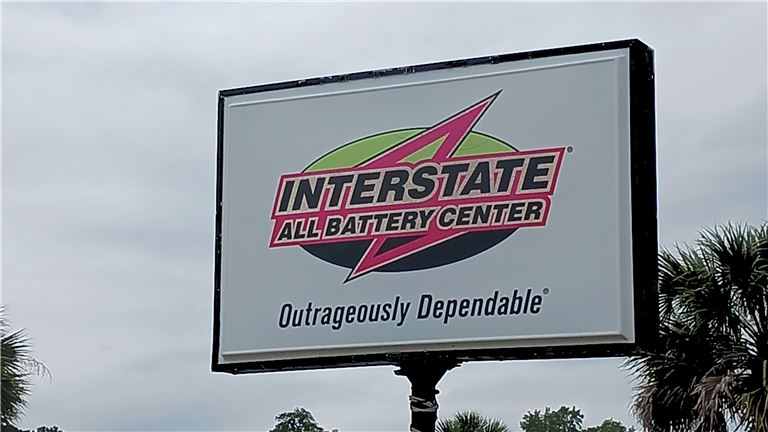 INTERSTATE®
ALL BATTERY CENTER
Outrageously Dependable®